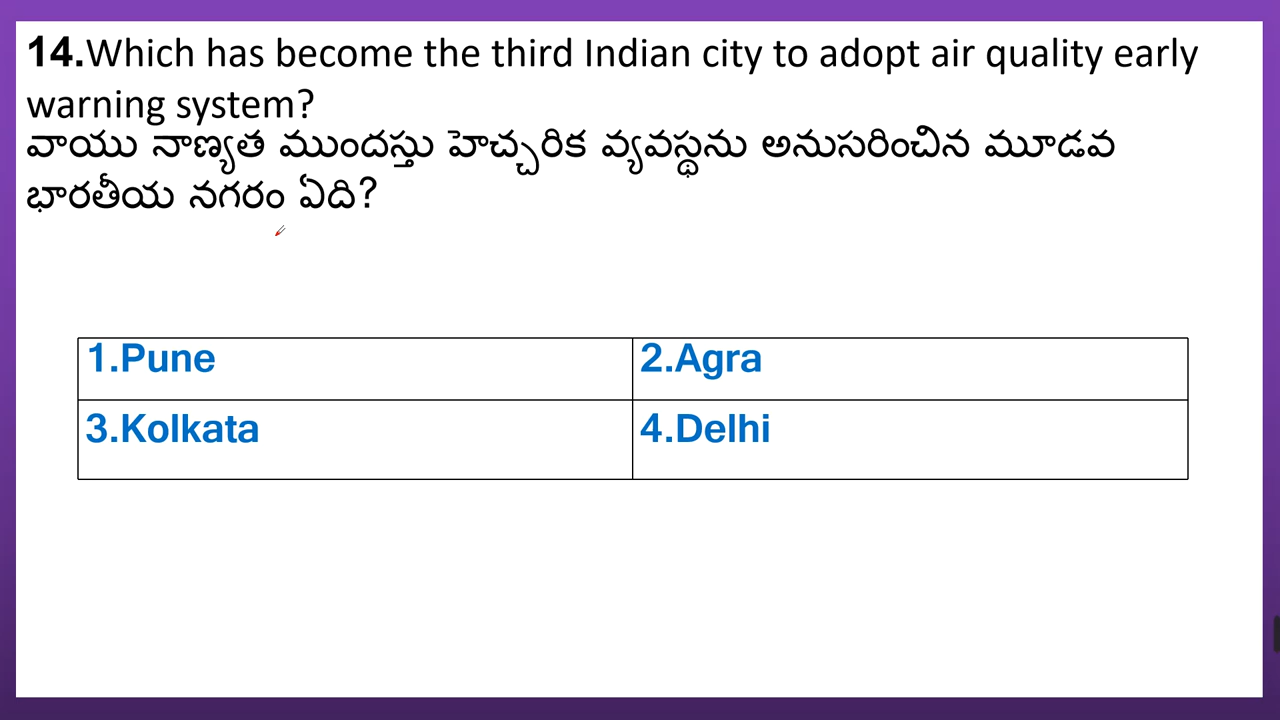 14.Which has become the third Indian city to adopt air quality early
warning system?
వాయు నాణ్యత ముందస్తు హెచ్చరిక వ్యవస్థను అనుసరించిన మూడవ
భారతీయ నగరం ఏది?
1.Pune
2.Agra
3.Kolkata
4.Delhi